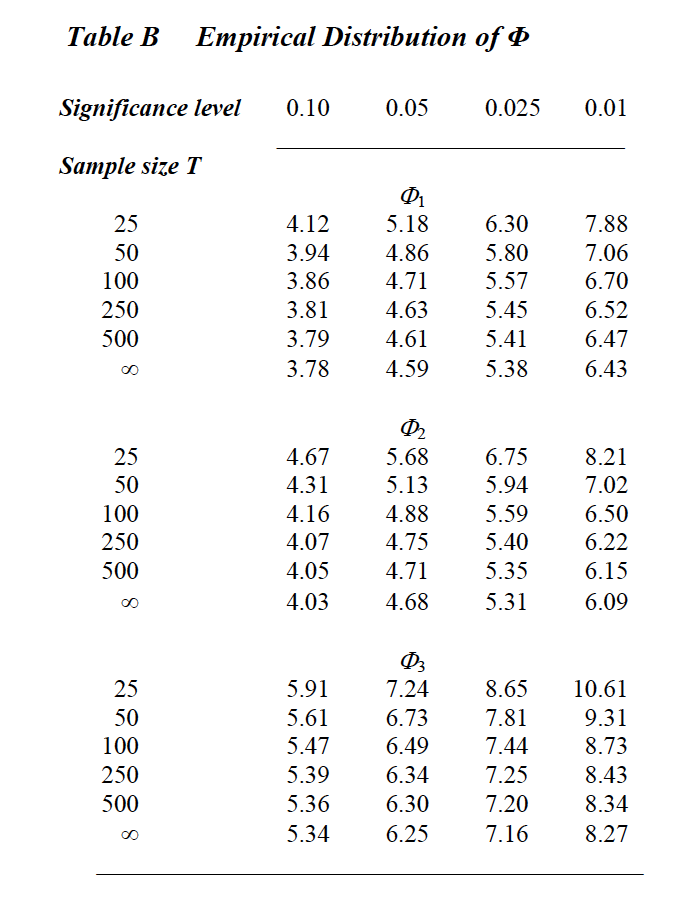 Table B Empirical Distribution of Φ
Significance level 0.10 0.05 0.025 0.01
Sample size T
Φ1
25 4.12 5.18 6.30 7.88
50 3.94 4.86 5.80 7.06
100 3.86 4.71 5.57 6.70
250 3.81 4.63 5.45 6.52
500 3.79 4.61 5.41 6.47
∞ 3.78 4.59 5.38 6.43
Φ2
25 4.67 5.68 6.75 8.21
50 4.31 5.13 5.94 7.02
100 4.16 4.88 5.59 6.50
250 4.07 4.75 5.40 6.22
500 4.05 4.71 5.35 6.15
∞ 4.03 4.68 5.31 6.09
Φ3
25 5.91 7.24 8.65 10.61
50 5.61 6.73 7.81 9.31
100 5.47 6.49 7.44 8.73
250 5.39 6.34 7.25 8.43
500 5.36 6.30 7.20 8.34
∞ 5.34 6.25 7.16 8.27